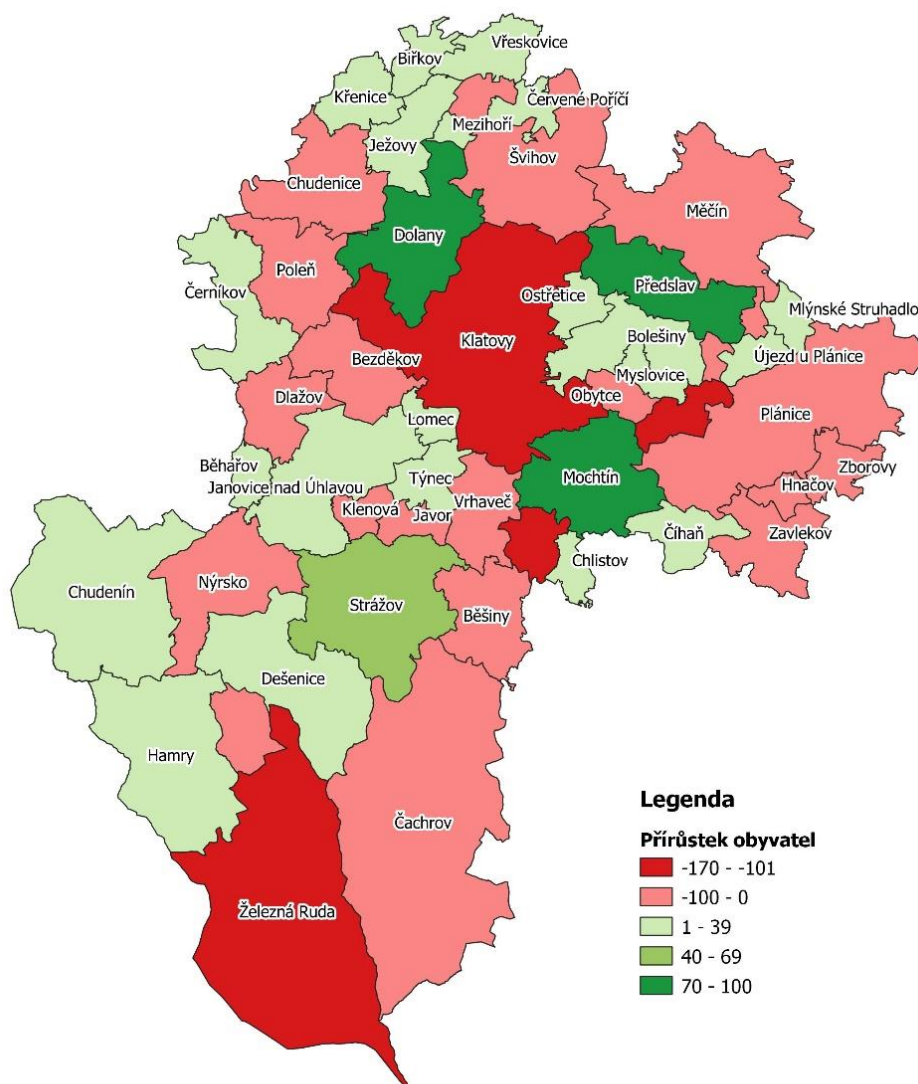 Vřeskovice
Biřkov
Křenice
Červené Poříčí
Mezihoří
Ježovy
Švihov
Chudenice
Měčín
Dolany
Poleň
Předslav
Černíkov
Ostřetice
Mlýnské Struhadlo
Klatovy
Bolešiny
Bezděkov
Újezd u Plánice
Myslovice
Dlažov
Obytce
Plánice
Lomec
Běhařov
Týnec
Zborovy
Mochtín
Hnačov
Janovice nad Úhlavou
Vrhaveč
Klenová
Javor
Číhaň
Zavlekov
Chlistov
Nýrsko
Chudenín
Strážov
Běšiny
Dešenice
Hamry
Čachrov
Železná Ruda
Legenda
Přírůstek obyvatel
-170 - -101
-100 - 0
1 - 39
40 - 69
70 - 100